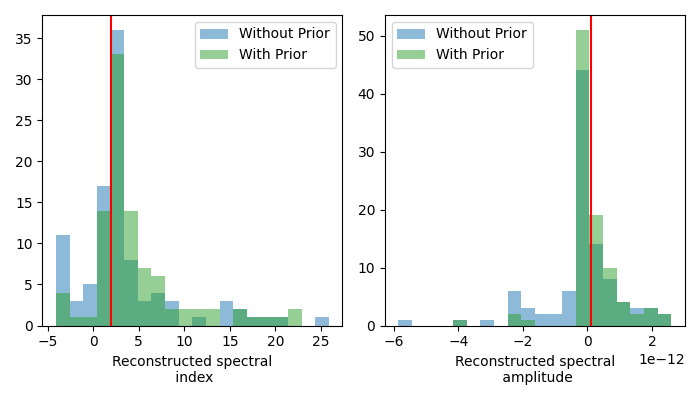 35
30
25
20
15
10
5
0
−5
0
5
10
15
20
25
Without Prior
With Prior
Reconstructed spectral
index
50
40
30
20
10
0
−6
−4
−2
0
2
1e−12
Without Prior
With Prior
Reconstructed spectral
amplitude